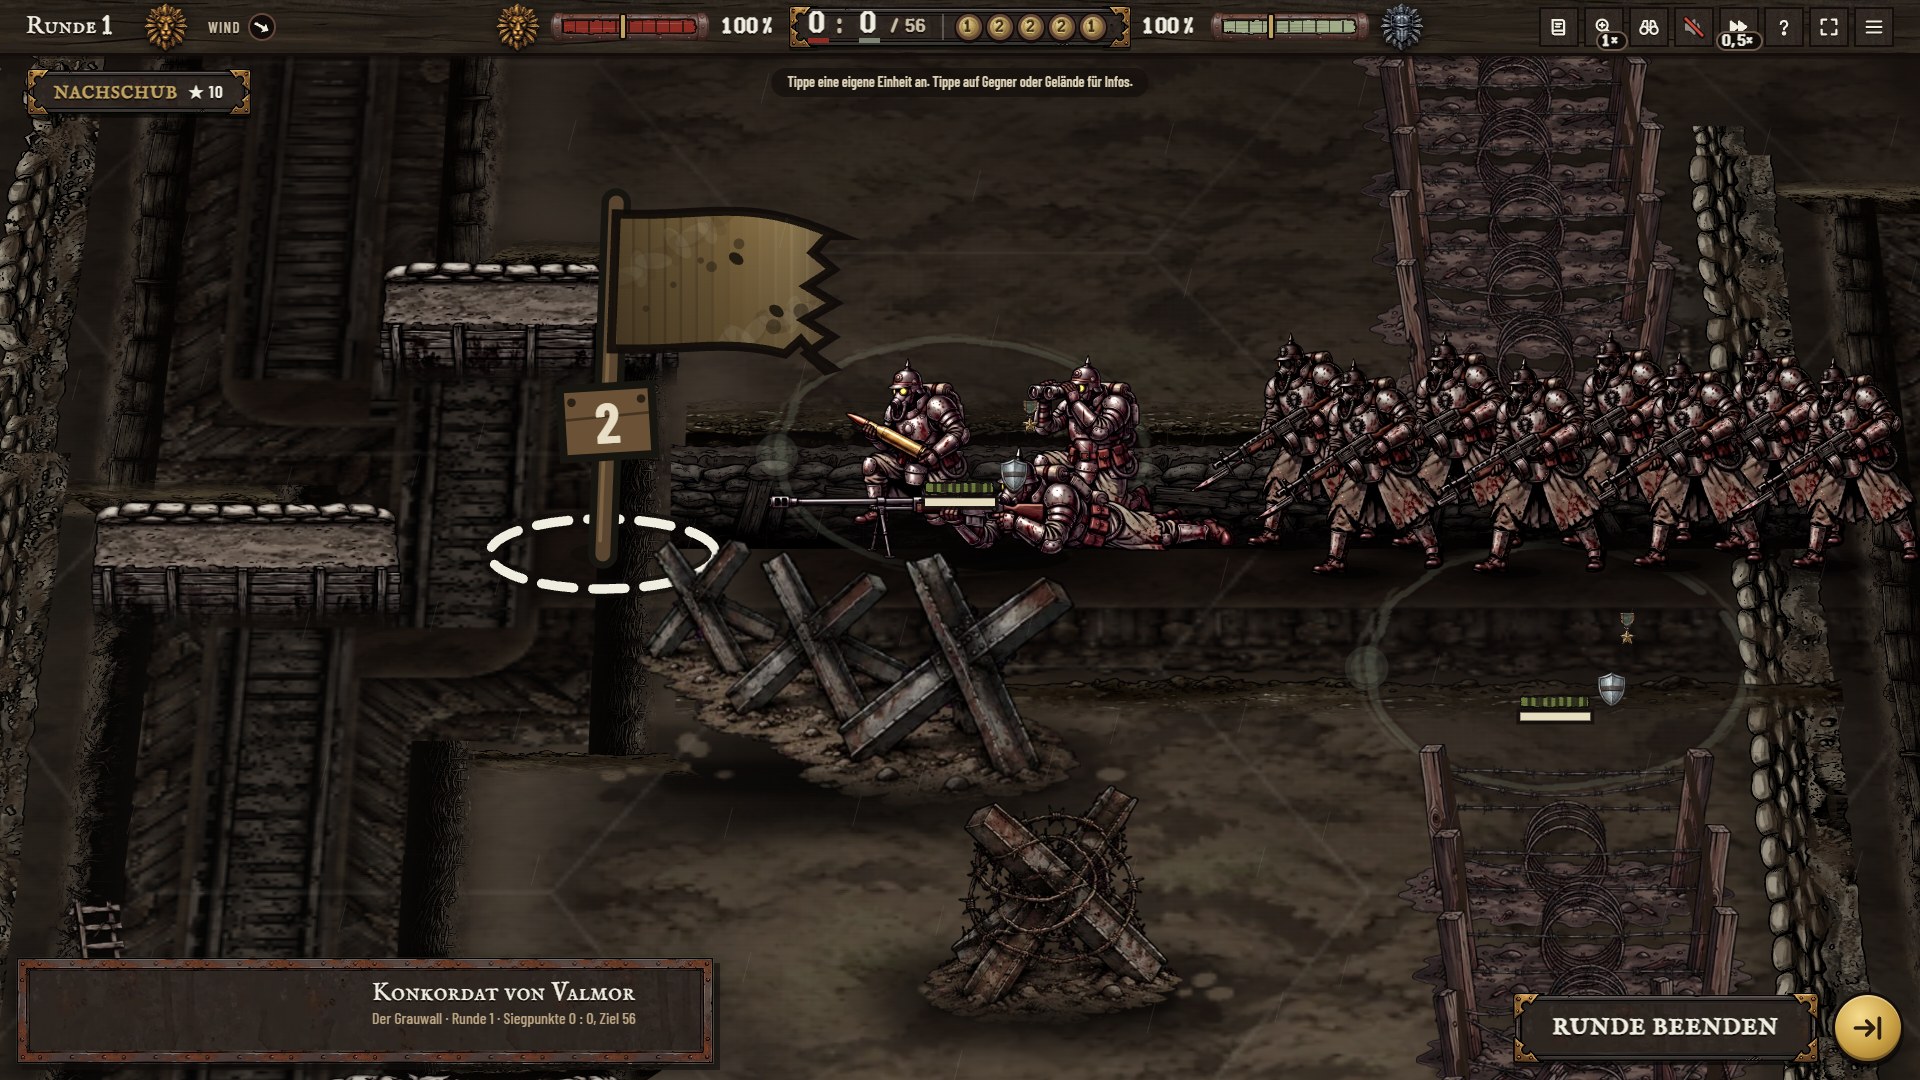 Runde 1
WIND
100 %
0 : 0 / 56
1 2 2 2 1
100 %
1×
0,5×
?
NACHSCHUB ★ 10
Tippe eine eigene Einheit an. Tippe auf Gegner oder Gelände für Infos.
2
Konkordat von Valmor
Der Grauwall · Runde 1 · Siegpunkte 0 : 0, Ziel 56
RUNDE BEENDEN